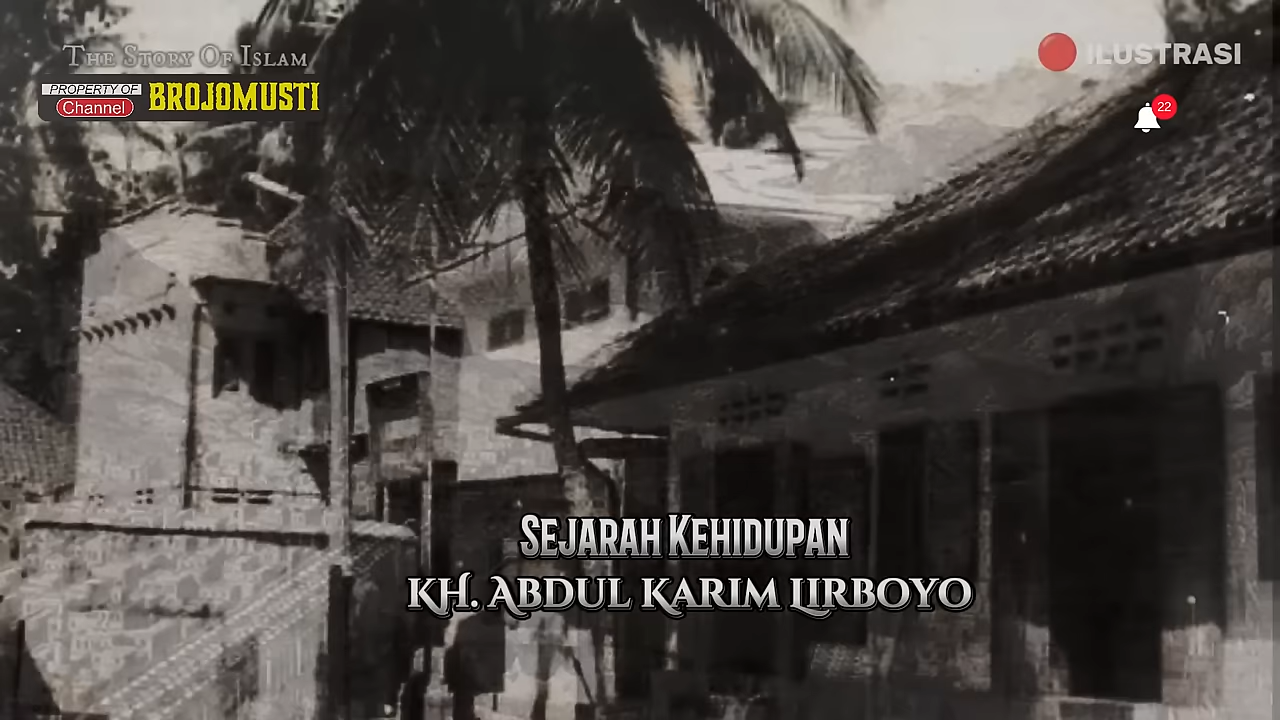 The Story Of Islam
PROPERTY OF
Channel
BROJOMUSTI
ILUSTRASI
22
Sejarah Kehidupan
KH. Abdul Karim Lirboyo